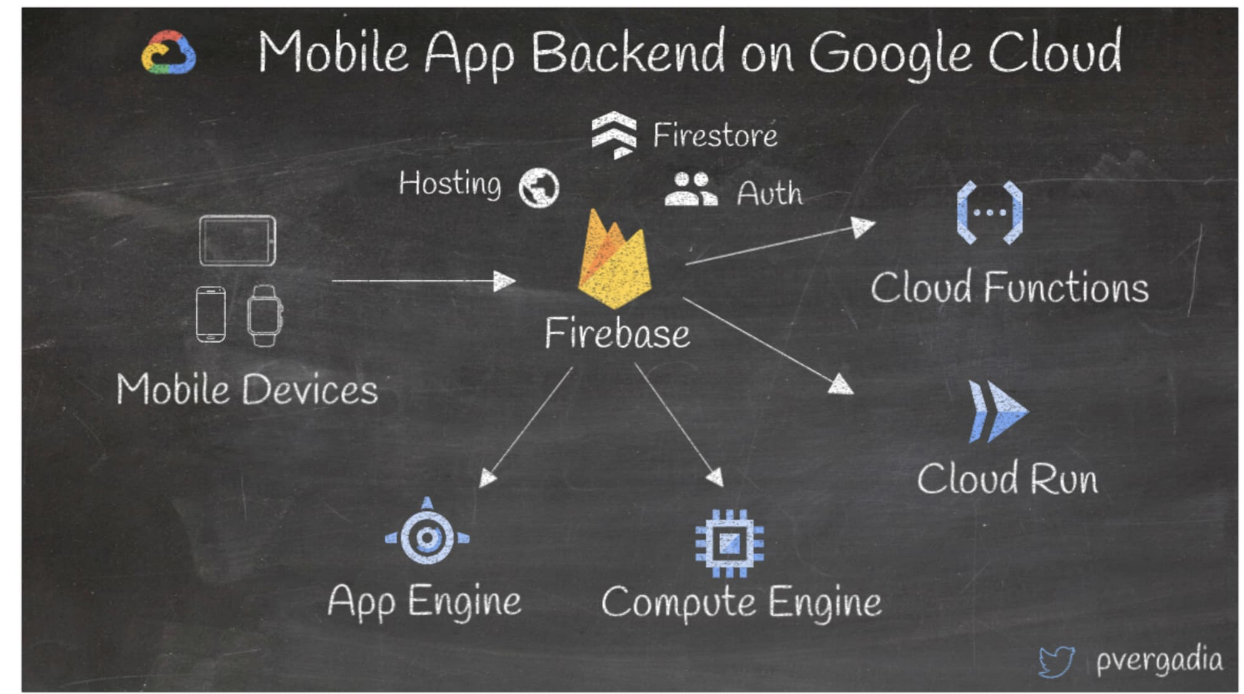 Mobile App Backend on Google Cloud
Firestore
Hosting
Auth
Cloud Functions
Firebase
Mobile Devices
Cloud Run
App Engine
Compute Engine
pvergadia